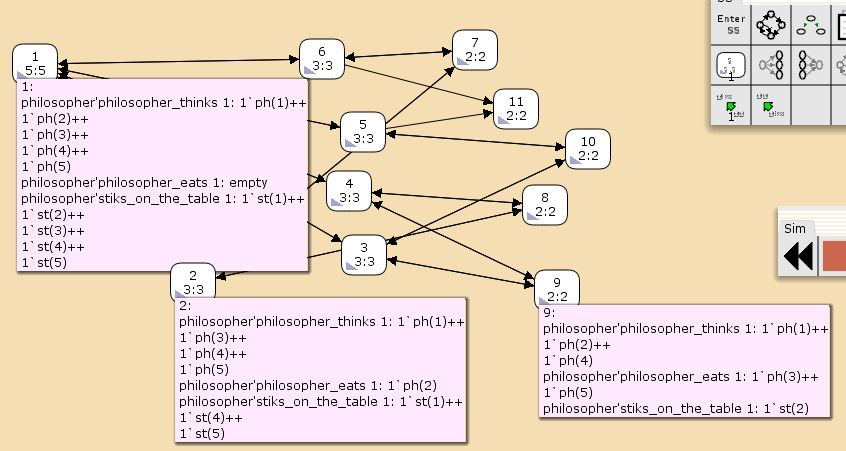 7
2:2
6
3:3
1
5:5
11
2:2
5
3:3
10
2:2
4
3:3
8
2:2
3
3:3
2
3:3
9
2:2
1:
philosopher'philosopher_thinks 1: 1`ph(1)++
1`ph(2)++
1`ph(3)++
1`ph(4)++
1`ph(5)
philosopher'philosopher_eats 1: empty
philosopher'stiks_on_the_table 1: 1`st(1)++
1`st(2)++
1`st(3)++
1`st(4)++
1`st(5)
2:
philosopher'philosopher_thinks 1: 1`ph(1)++
1`ph(3)++
1`ph(4)++
1`ph(5)
philosopher'philosopher_eats 1: 1`ph(2)
philosopher'stiks_on_the_table 1: 1`st(1)++
1`st(4)++
1`st(5)
9:
philosopher'philosopher_thinks 1: 1`ph(1)++
1`ph(2)++
1`ph(4)
philosopher'philosopher_eats 1: 1`ph(3)++
1`ph(5)
philosopher'stiks_on_the_table 1: 1`st(2)
Enter
SS
1
1
Sim